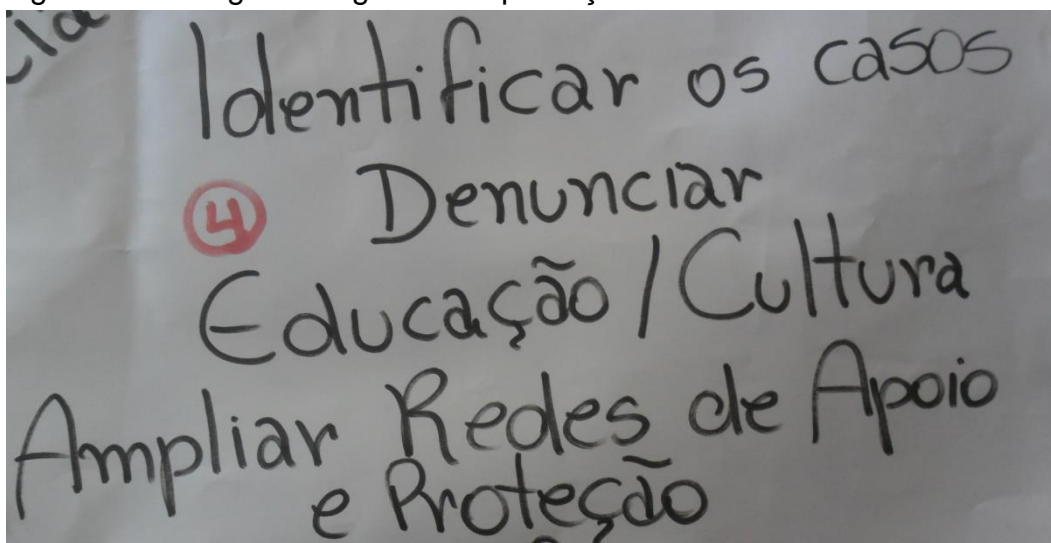 Identificar os casos
4 Denunciar
Educação / Cultura
Ampliar Redes de Apoio
e Proteção